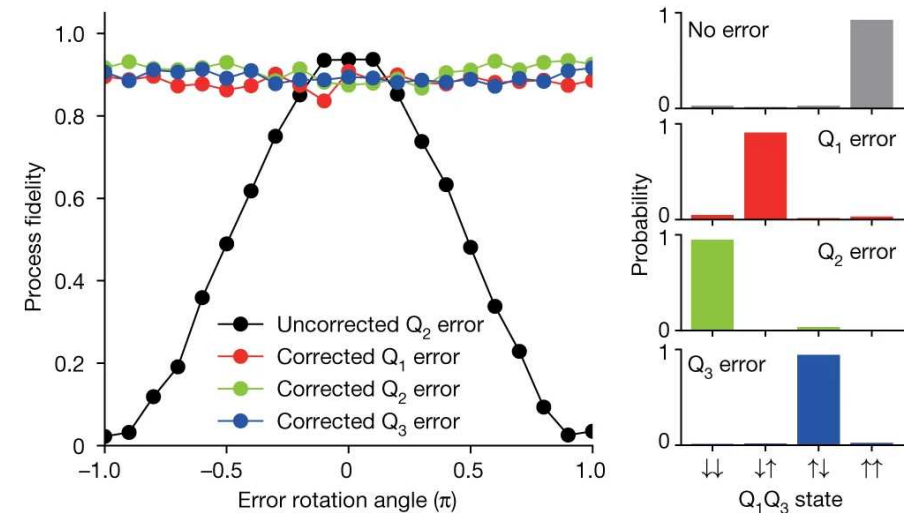 Process fidelity
1.0
0.8
0.6
0.4
0.2
0
Uncorrected Q2 error
Corrected Q1 error
Corrected Q2 error
Corrected Q3 error
–1.0
–0.5
0
0.5
1.0
Error rotation angle (π)
Probability
1
No error
0
1
Q1 error
0
1
Q2 error
0
1
Q3 error
0
↓↓
↓↑
↑↓
↑↑
Q1Q3 state